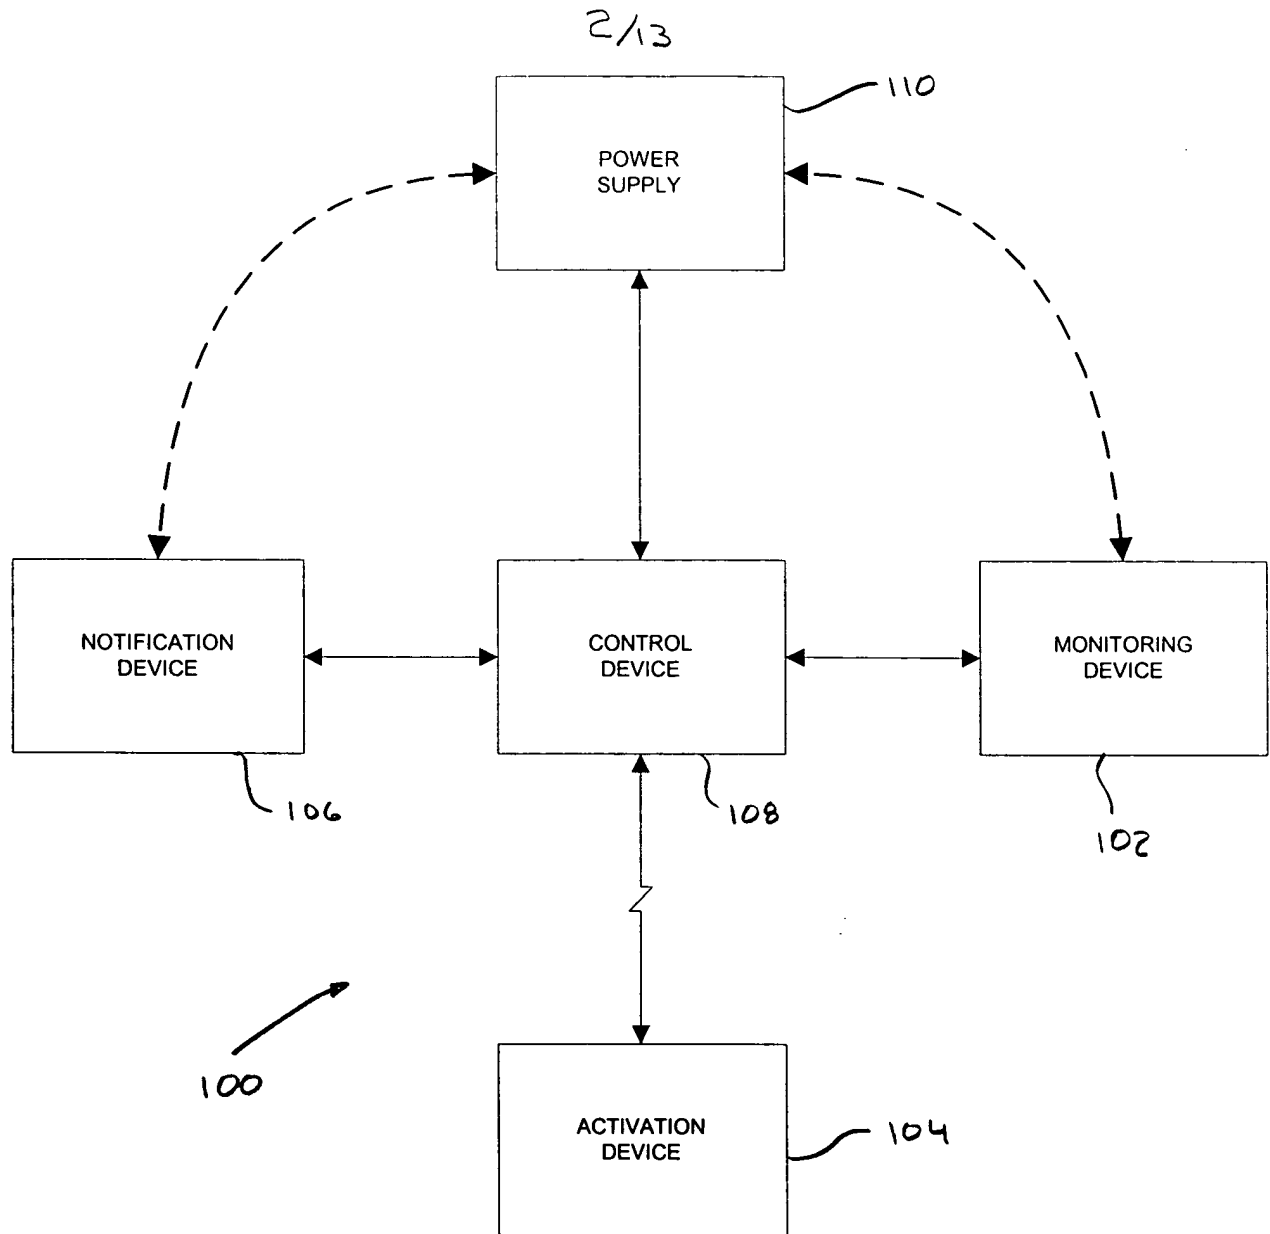 2/13
110
POWER
SUPPLY
NOTIFICATION
DEVICE
CONTROL
DEVICE
MONITORING
DEVICE
106
108
102
100
ACTIVATION
DEVICE
104